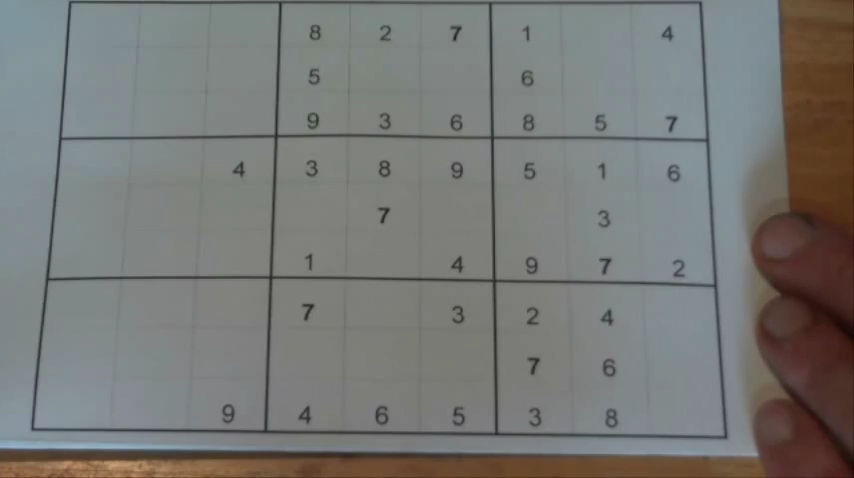 8 2 7 1 4
5 6
9 3 6 8 5 7
4 3 8 9 5 1 6
7 3
1 4 9 7 2
7 3 2 4
7 6
9 4 6 5 3 8